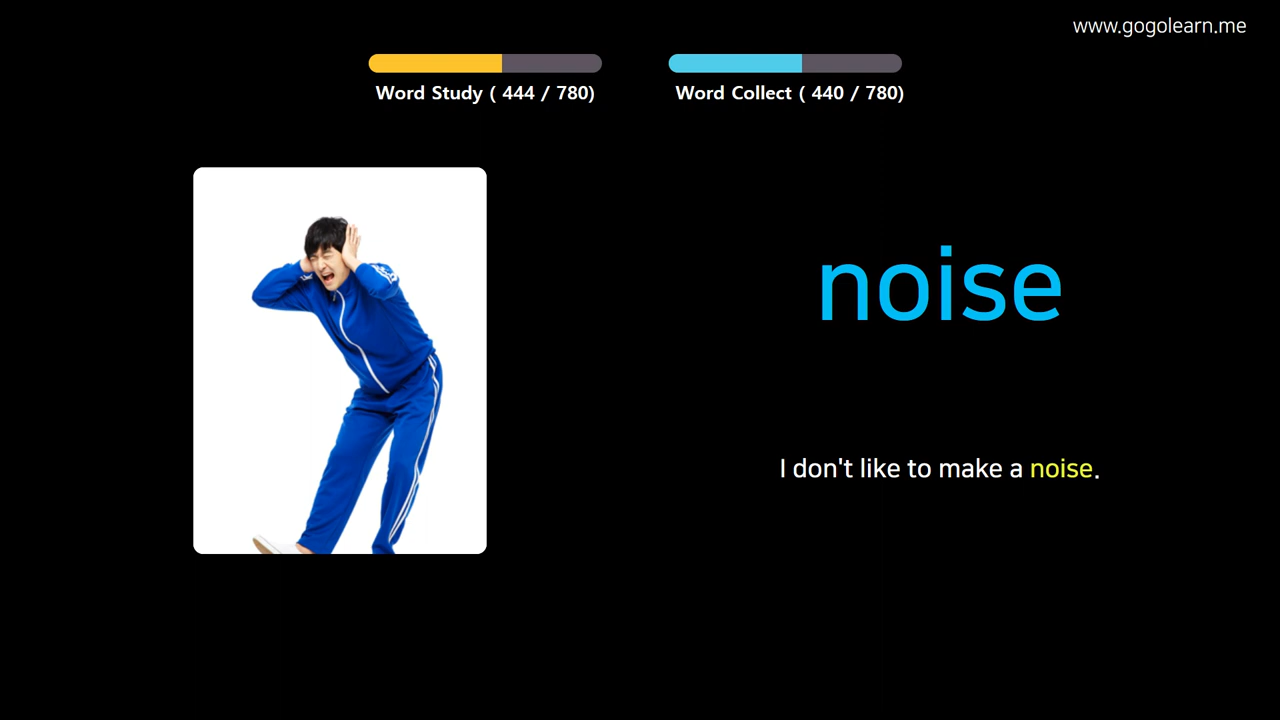 www.gogolearn.me
Word Study ( 444 / 780)
Word Collect ( 440 / 780)
noise
I don't like to make a noise.